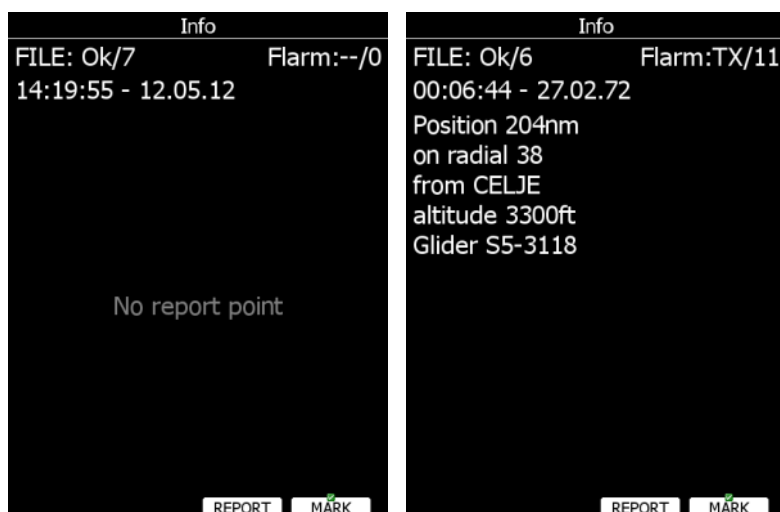 Info
FILE: Ok/7 Flarm:--/0
14:19:55 - 12.05.12
No report point
REPORT MARK
Info
FILE: Ok/6 Flarm:TX/11
00:06:44 - 27.02.72
Position 204nm
on radial 38
from CELJE
altitude 3300ft
Glider S5-3118
REPORT MARK